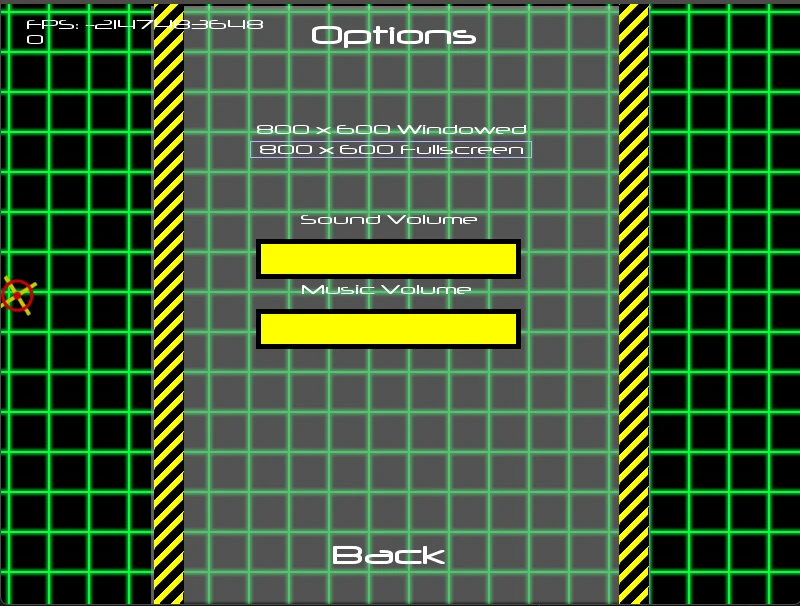 FPS: -2147483648
0
Options
800 x 600 Windowed
800 x 600 Fullscreen
Sound Volume
Music Volume
Back